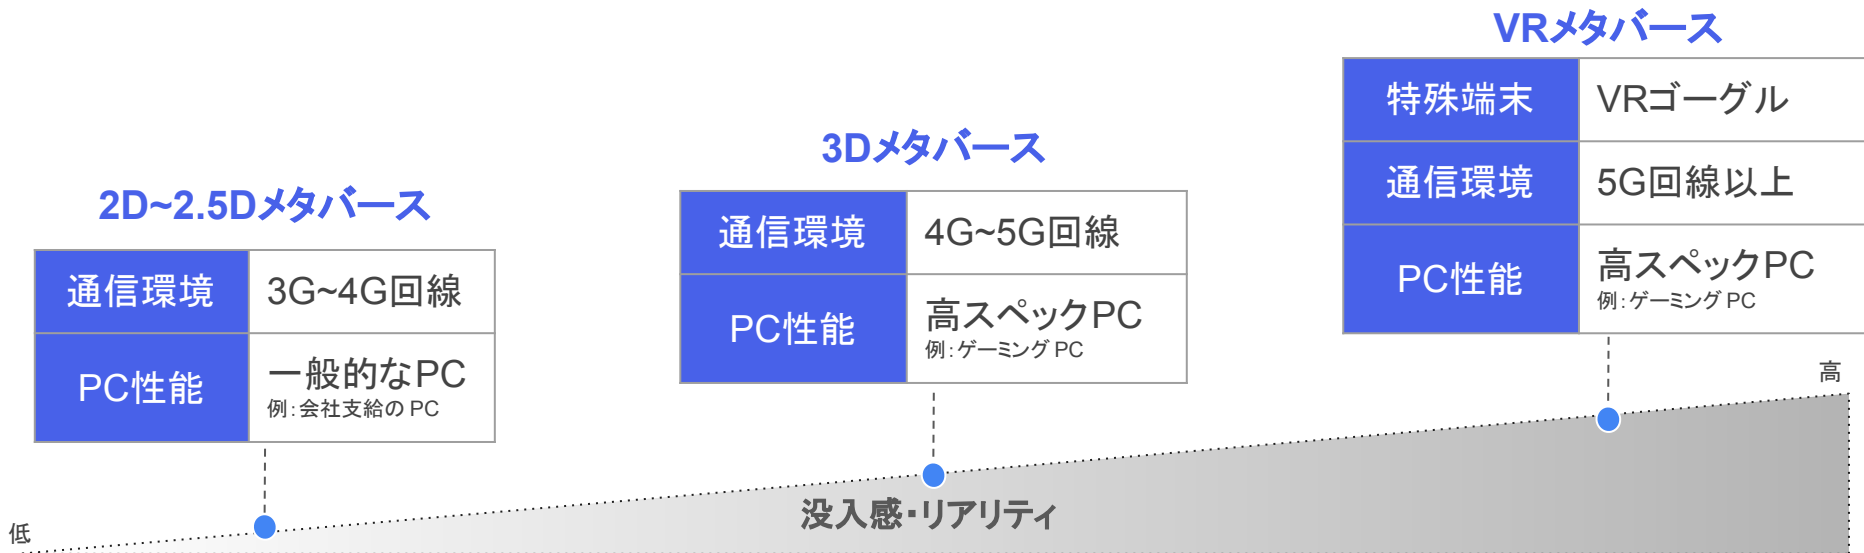 2D~2.5Dメタバース
通信環境 3G~4G回線
PC性能 一般的なPC
例：会社支給の PC
3Dメタバース
通信環境 4G~5G回線
PC性能 高スペックPC
例：ゲーミング PC
VRメタバース
特殊端末 VRゴーグル
通信環境 5G回線以上
PC性能 高スペックPC
例：ゲーミング PC
低
没入感・リアリティ
高